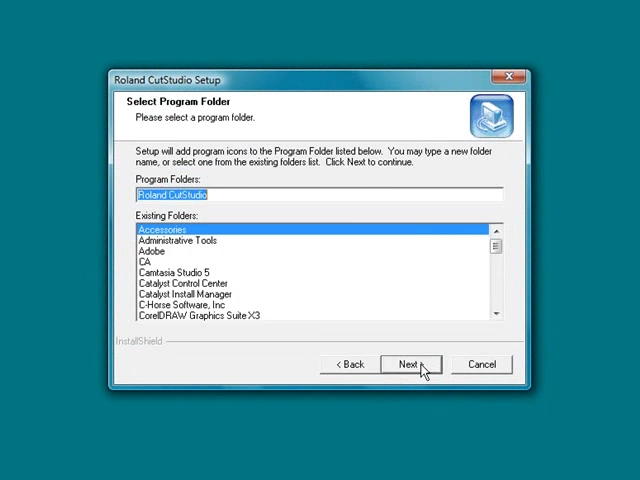 Roland CutStudio Setup
Select Program Folder
Please select a program folder.
Setup will add program icons to the Program Folder listed below. You may type a new folder
name, or select one from the existing folders list. Click Next to continue.
Program Folders:
Roland CutStudio
Existing Folders:
Accessories
Administrative Tools
Adobe
CA
Camtasia Studio 5
Catalyst Control Center
Catalyst Install Manager
C-Horse Software, Inc
CorelDRAW Graphics Suite X3
InstallShield
< Back
Next >
Cancel